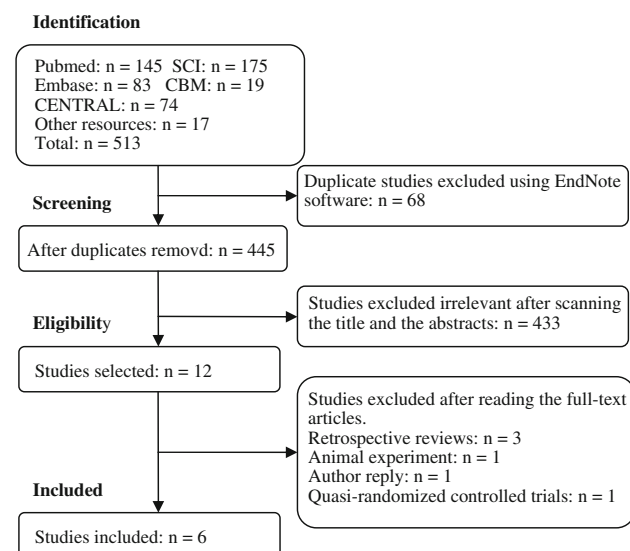 Identification
Pubmed: n = 145 SCI: n = 175
Embase: n = 83 CBM: n = 19
CENTRAL: n = 74
Other resources: n = 17
Total: n = 513
Duplicate studies excluded using EndNote
software: n = 68
Screening
After duplicates removd: n = 445
Studies excluded irrelevant after scanning
the title and the abstracts: n = 433
Eligibility
Studies selected: n = 12
Studies excluded after reading the full-text
articles.
Retrospective reviews: n = 3
Animal experiment: n = 1
Author reply: n = 1
Quasi-randomized controlled trials: n = 1
Included
Studies included: n = 6